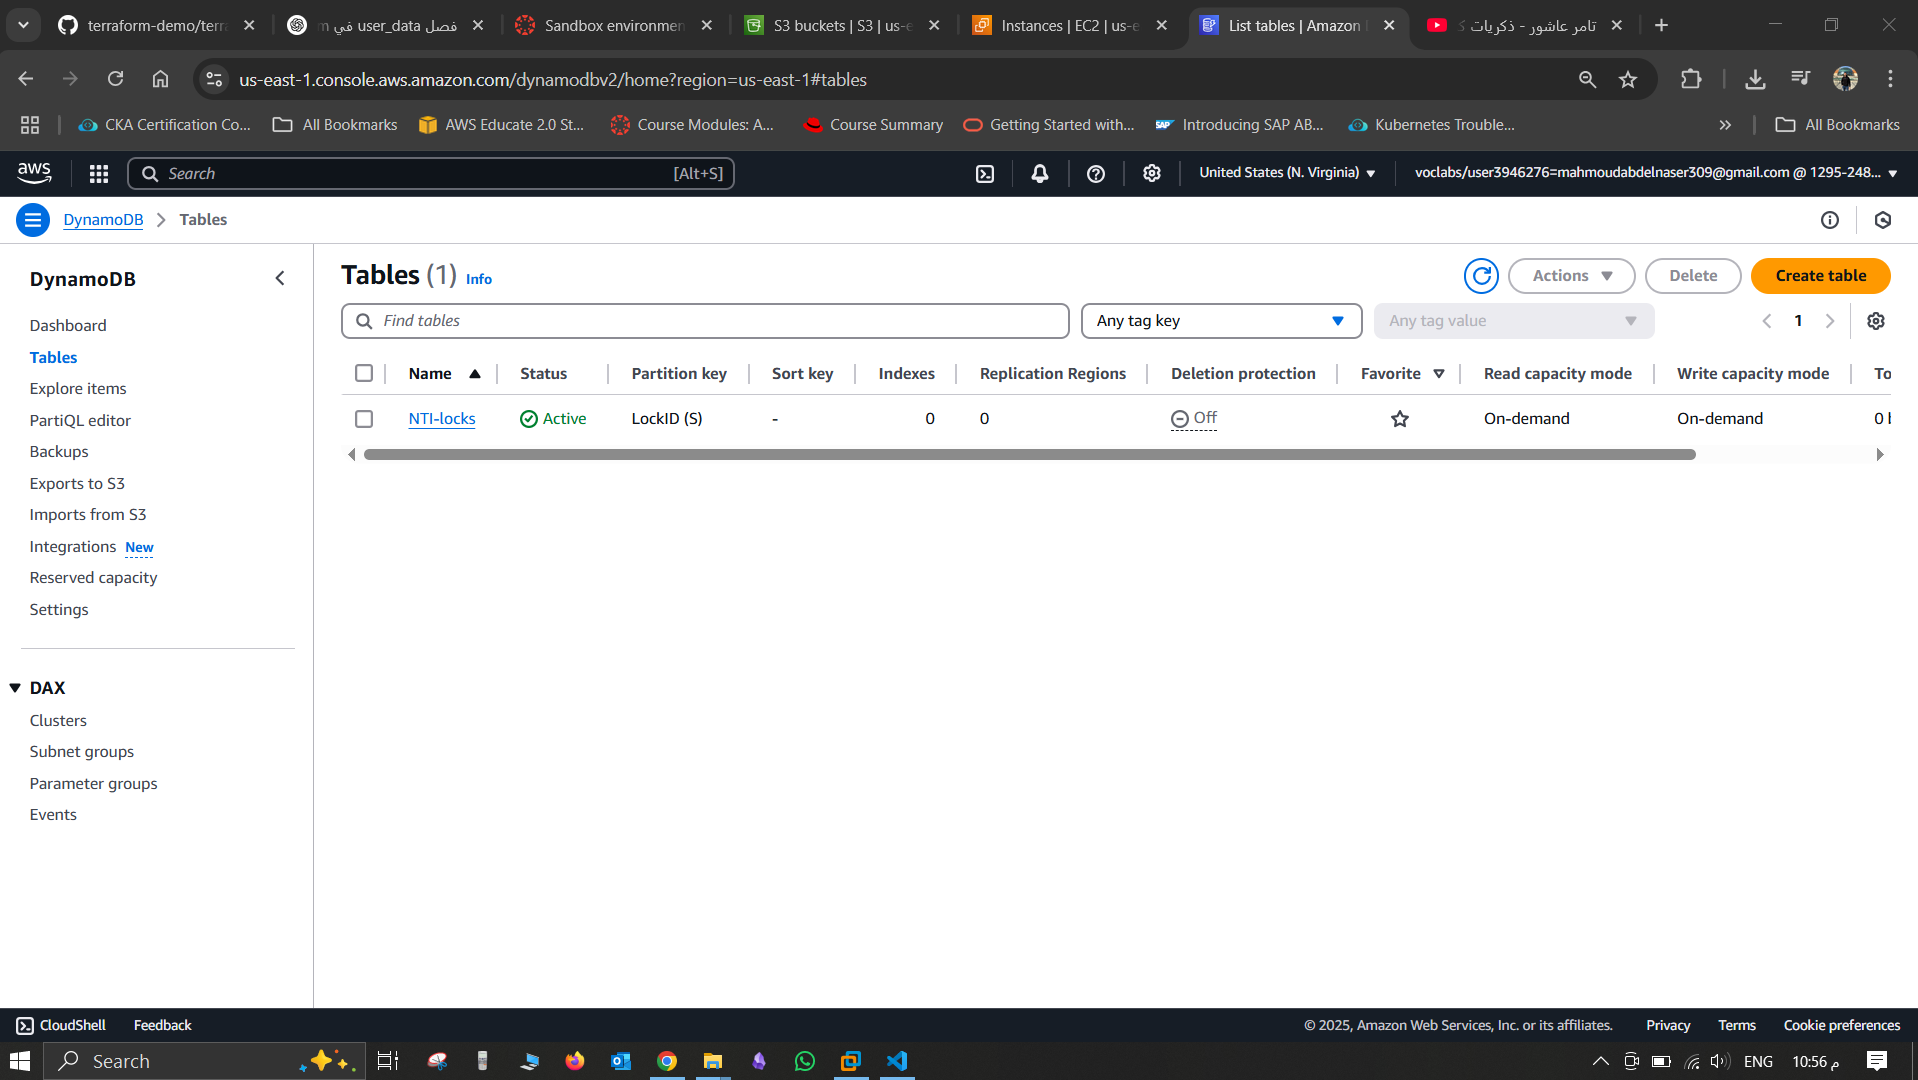 terraform-demo/terra
فصل user_data في m
Sandbox environmen
S3 buckets | S3 | us-e
Instances | EC2 | us-e
List tables | Amazon
تامر عاشور - ذكريات ك
us-east-1.console.aws.amazon.com/dynamodbv2/home?region=us-east-1#tables
CKA Certification Co...
All Bookmarks
AWS Educate 2.0 St...
Course Modules: A...
Course Summary
Getting Started with...
Introducing SAP AB...
Kubernetes Trouble...
All Bookmarks
aws
Search
[Alt+S]
United States (N. Virginia)
voclabs/user3946276=mahmoudabdelnaser309@gmail.com @ 1295-248...
DynamoDB
Tables
DynamoDB
Dashboard
Tables
Explore items
PartiQL editor
Backups
Exports to S3
Imports from S3
Integrations New
Reserved capacity
Settings
DAX
Clusters
Subnet groups
Parameter groups
Events
Tables (1) Info
Actions
Delete
Create table
Find tables
Any tag key
Any tag value
1
Name Status Partition key Sort key Indexes Replication Regions Deletion protection Favorite Read capacity mode Write capacity mode To
NTI-locks Active LockID (S) - 0 0 Off On-demand On-demand 0 b
CloudShell
Feedback
© 2025, Amazon Web Services, Inc. or its affiliates.
Privacy
Terms
Cookie preferences
Search
ENG
10:56 م